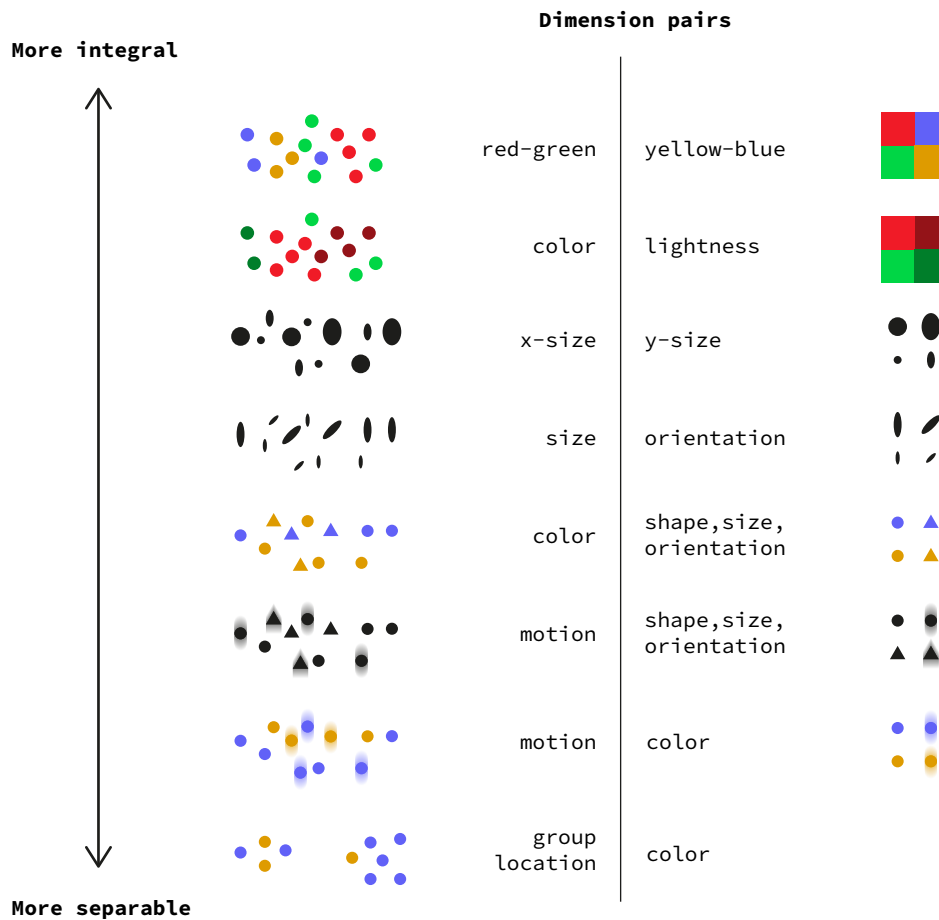 Dimension pairs
More integral
red-green
yellow-blue
color
lightness
x-size
y-size
size
orientation
color
shape,size,
orientation
motion
shape,size,
orientation
motion
color
group
location
color
More separable